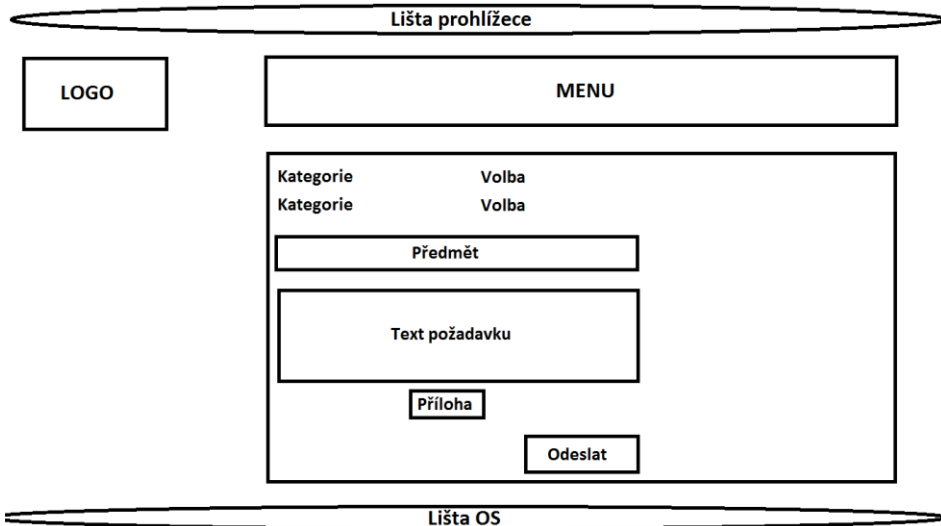 Lišta prohlížece
LOGO
MENU
Kategorie Volba
Kategorie Volba
Předmět
Text požadavku
Příloha
Odeslat
Lišta OS